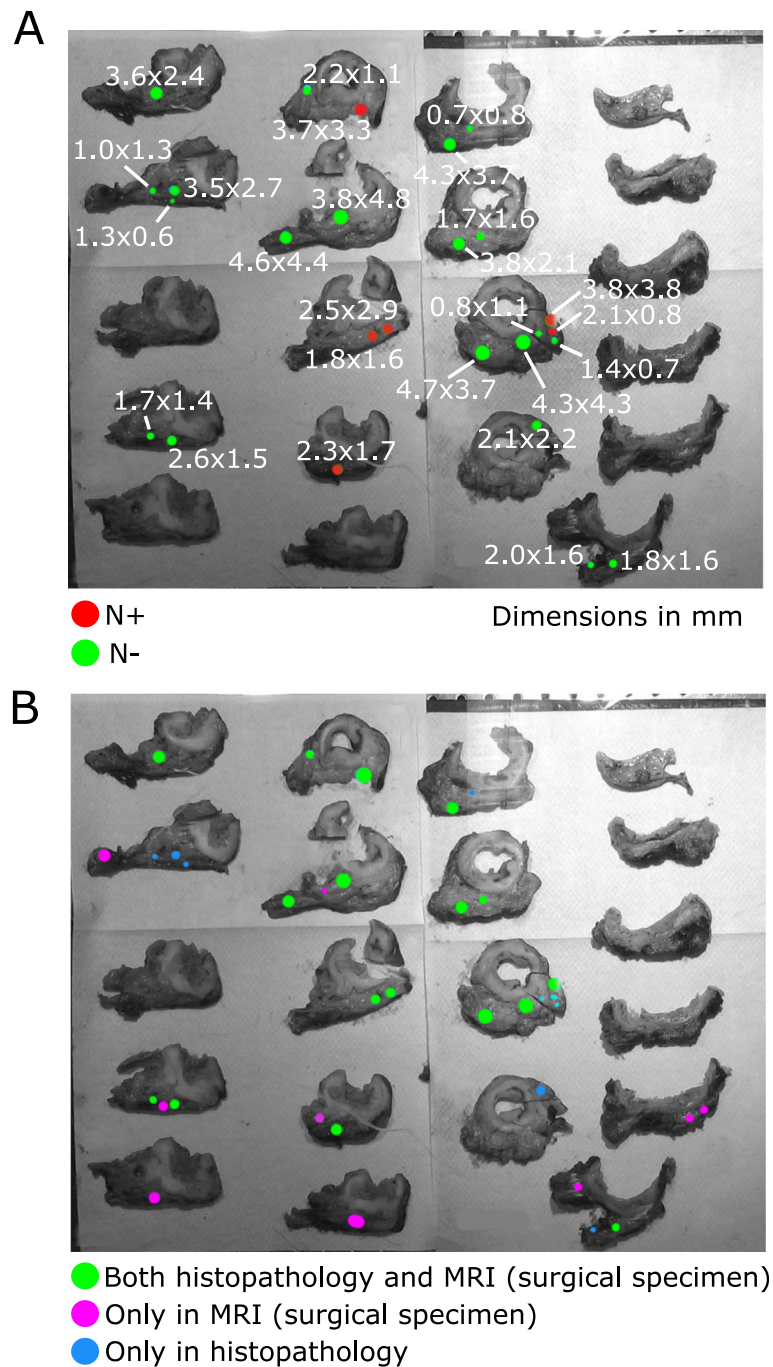 A
3.6x2.4
2.2x1.1
3.7x3.3
0.7x0.8
4.3x3.7
1.0x1.3
3.5x2.7
1.3x0.6
3.8x4.8
4.6x4.4
1.7x1.6
3.8x2.1
2.5x2.9
1.8x1.6
0.8x1.1
3.8x3.8
2.1x0.8
1.4x0.7
4.7x3.7
4.3x4.3
1.7x1.4
2.6x1.5
2.3x1.7
2.1x2.2
2.0x1.6
1.8x1.6
N+
Dimensions in mm
N-
B
Both histopathology and MRI (surgical specimen)
Only in MRI (surgical specimen)
Only in histopathology